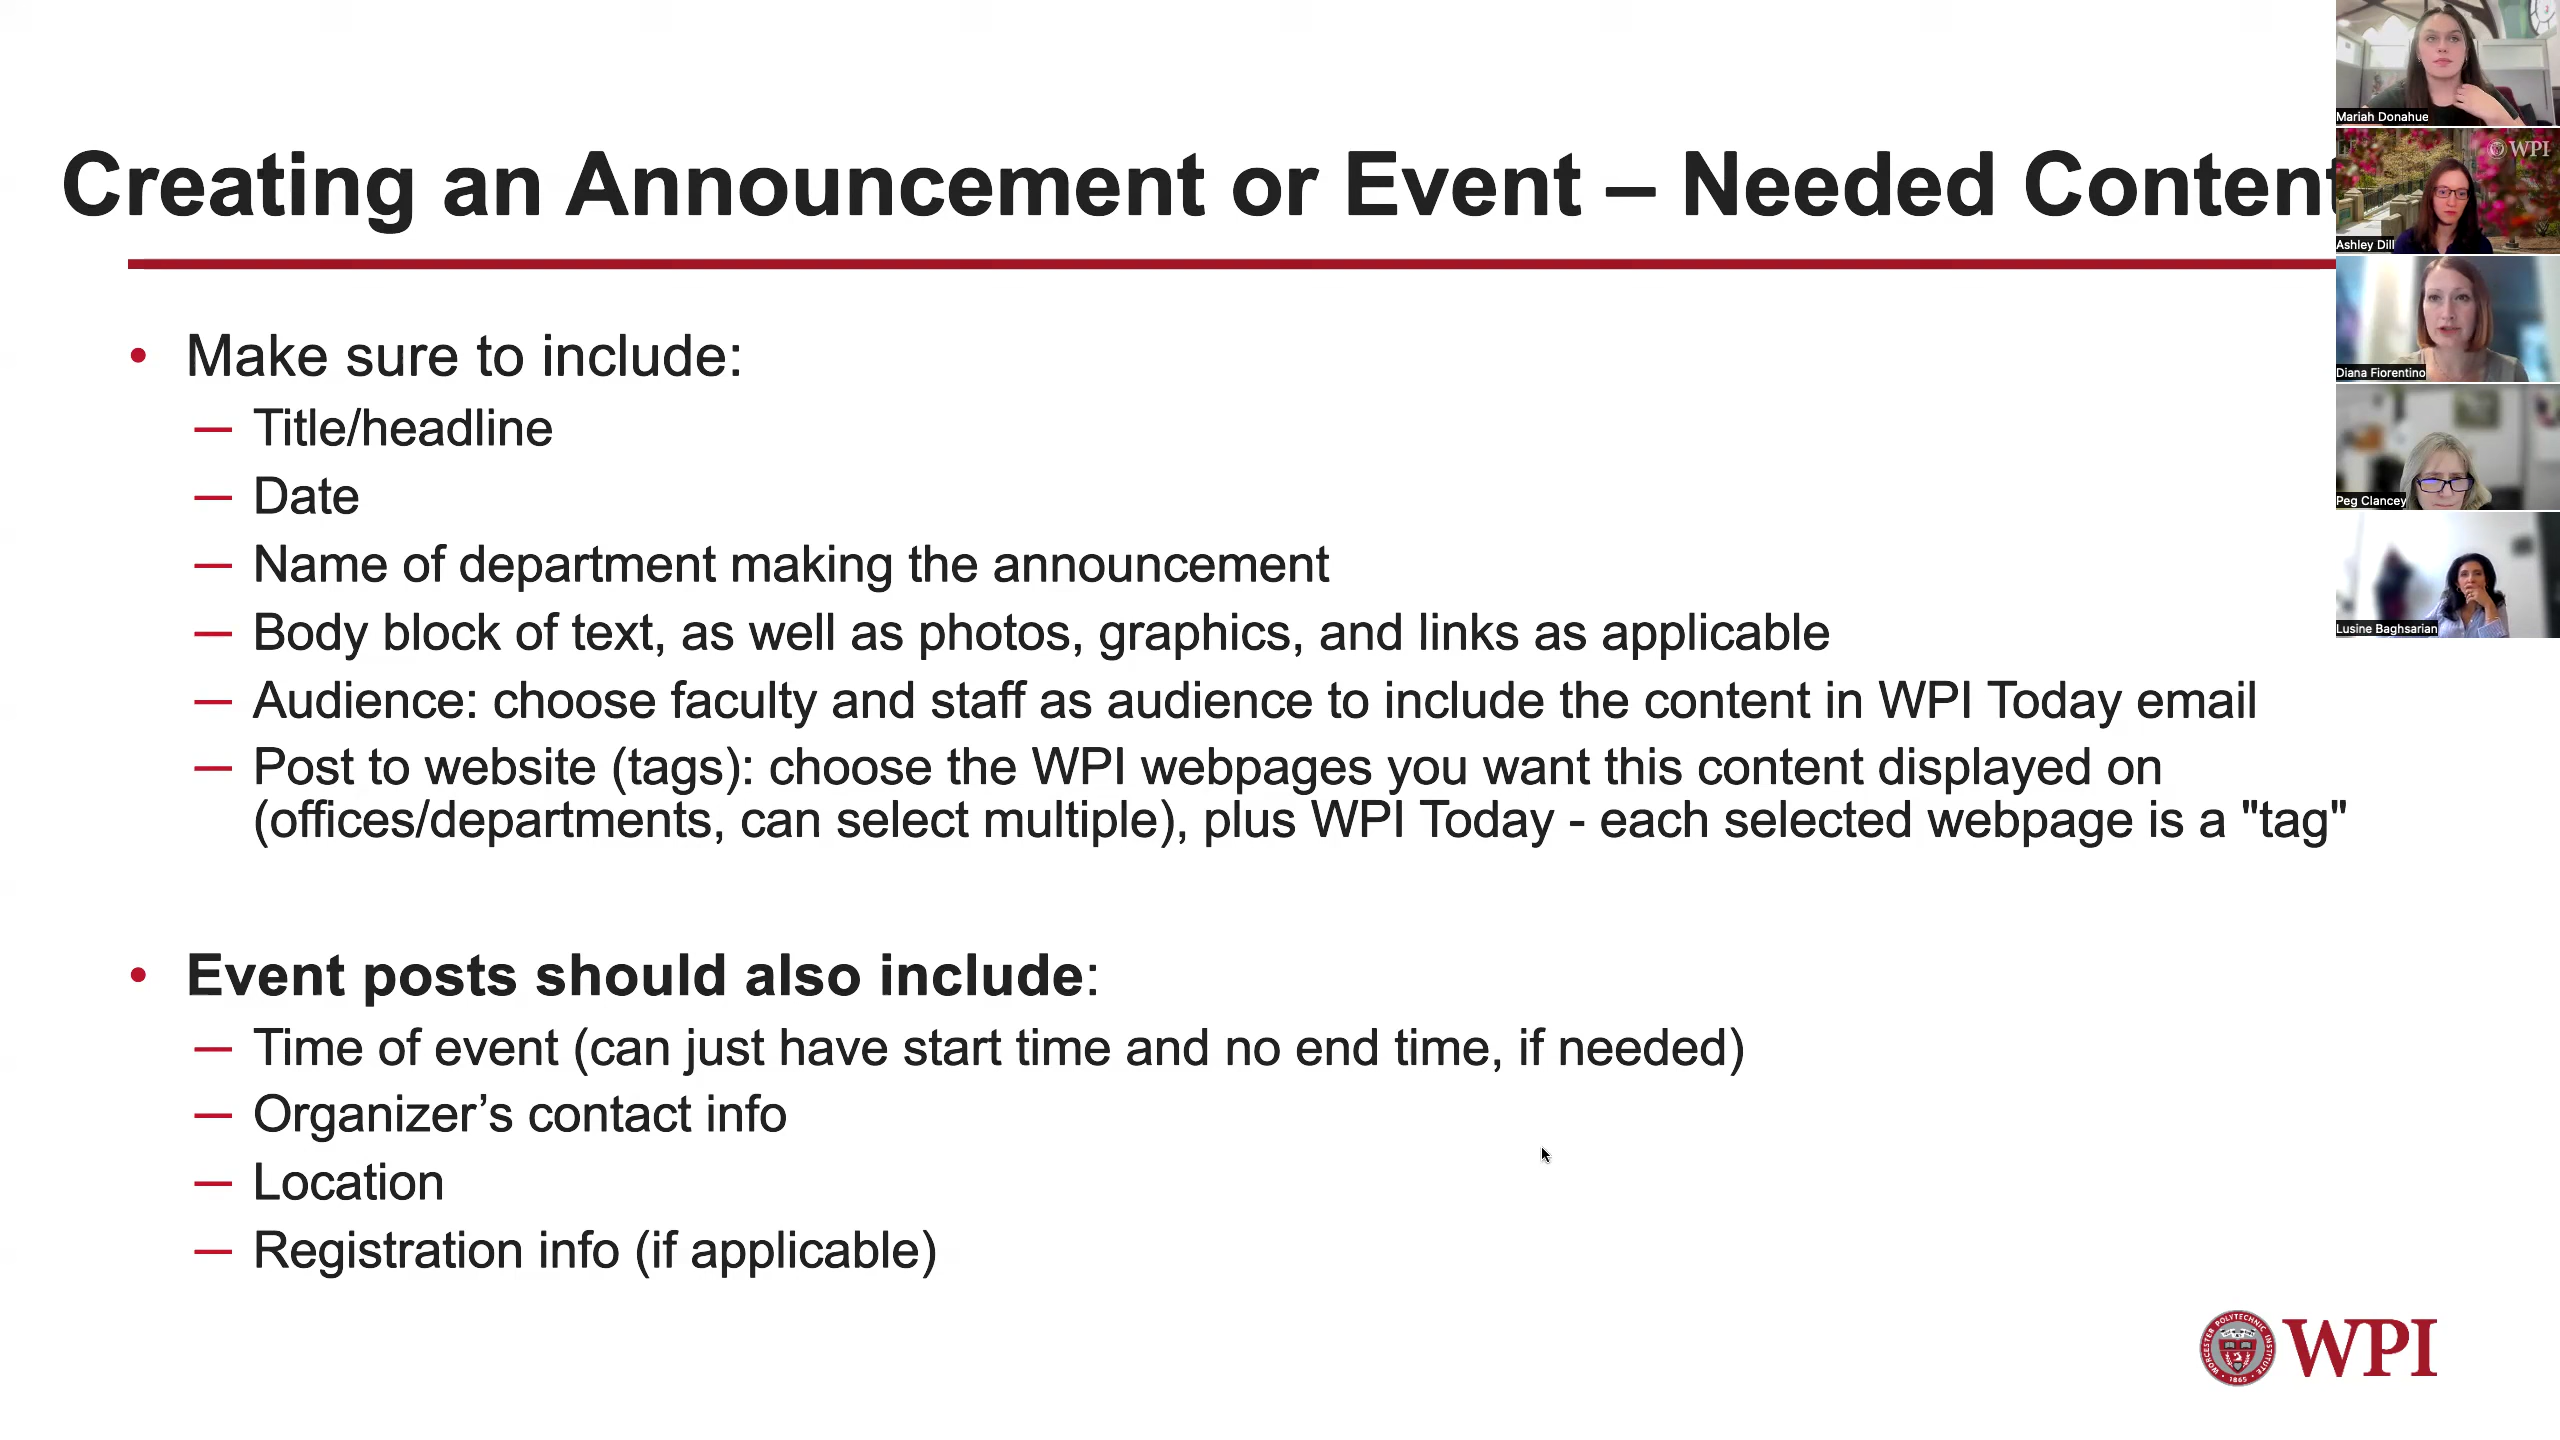 Creating an Announcement or Event – Needed Content
• Make sure to include:
— Title/headline
— Date
— Name of department making the announcement
— Body block of text, as well as photos, graphics, and links as applicable
— Audience: choose faculty and staff as audience to include the content in WPI Today email
— Post to website (tags): choose the WPI webpages you want this content displayed on
(offices/departments, can select multiple), plus WPI Today - each selected webpage is a "tag"
• Event posts should also include:
— Time of event (can just have start time and no end time, if needed)
— Organizer’s contact info
— Location
— Registration info (if applicable)
Mariah Donahue
WPI
Ashley Dill
Diana Fiorentino
Peg Clancey
Lusine Baghsarian
WORCESTER POLYTECHNIC INSTITUTE
1865
WPI